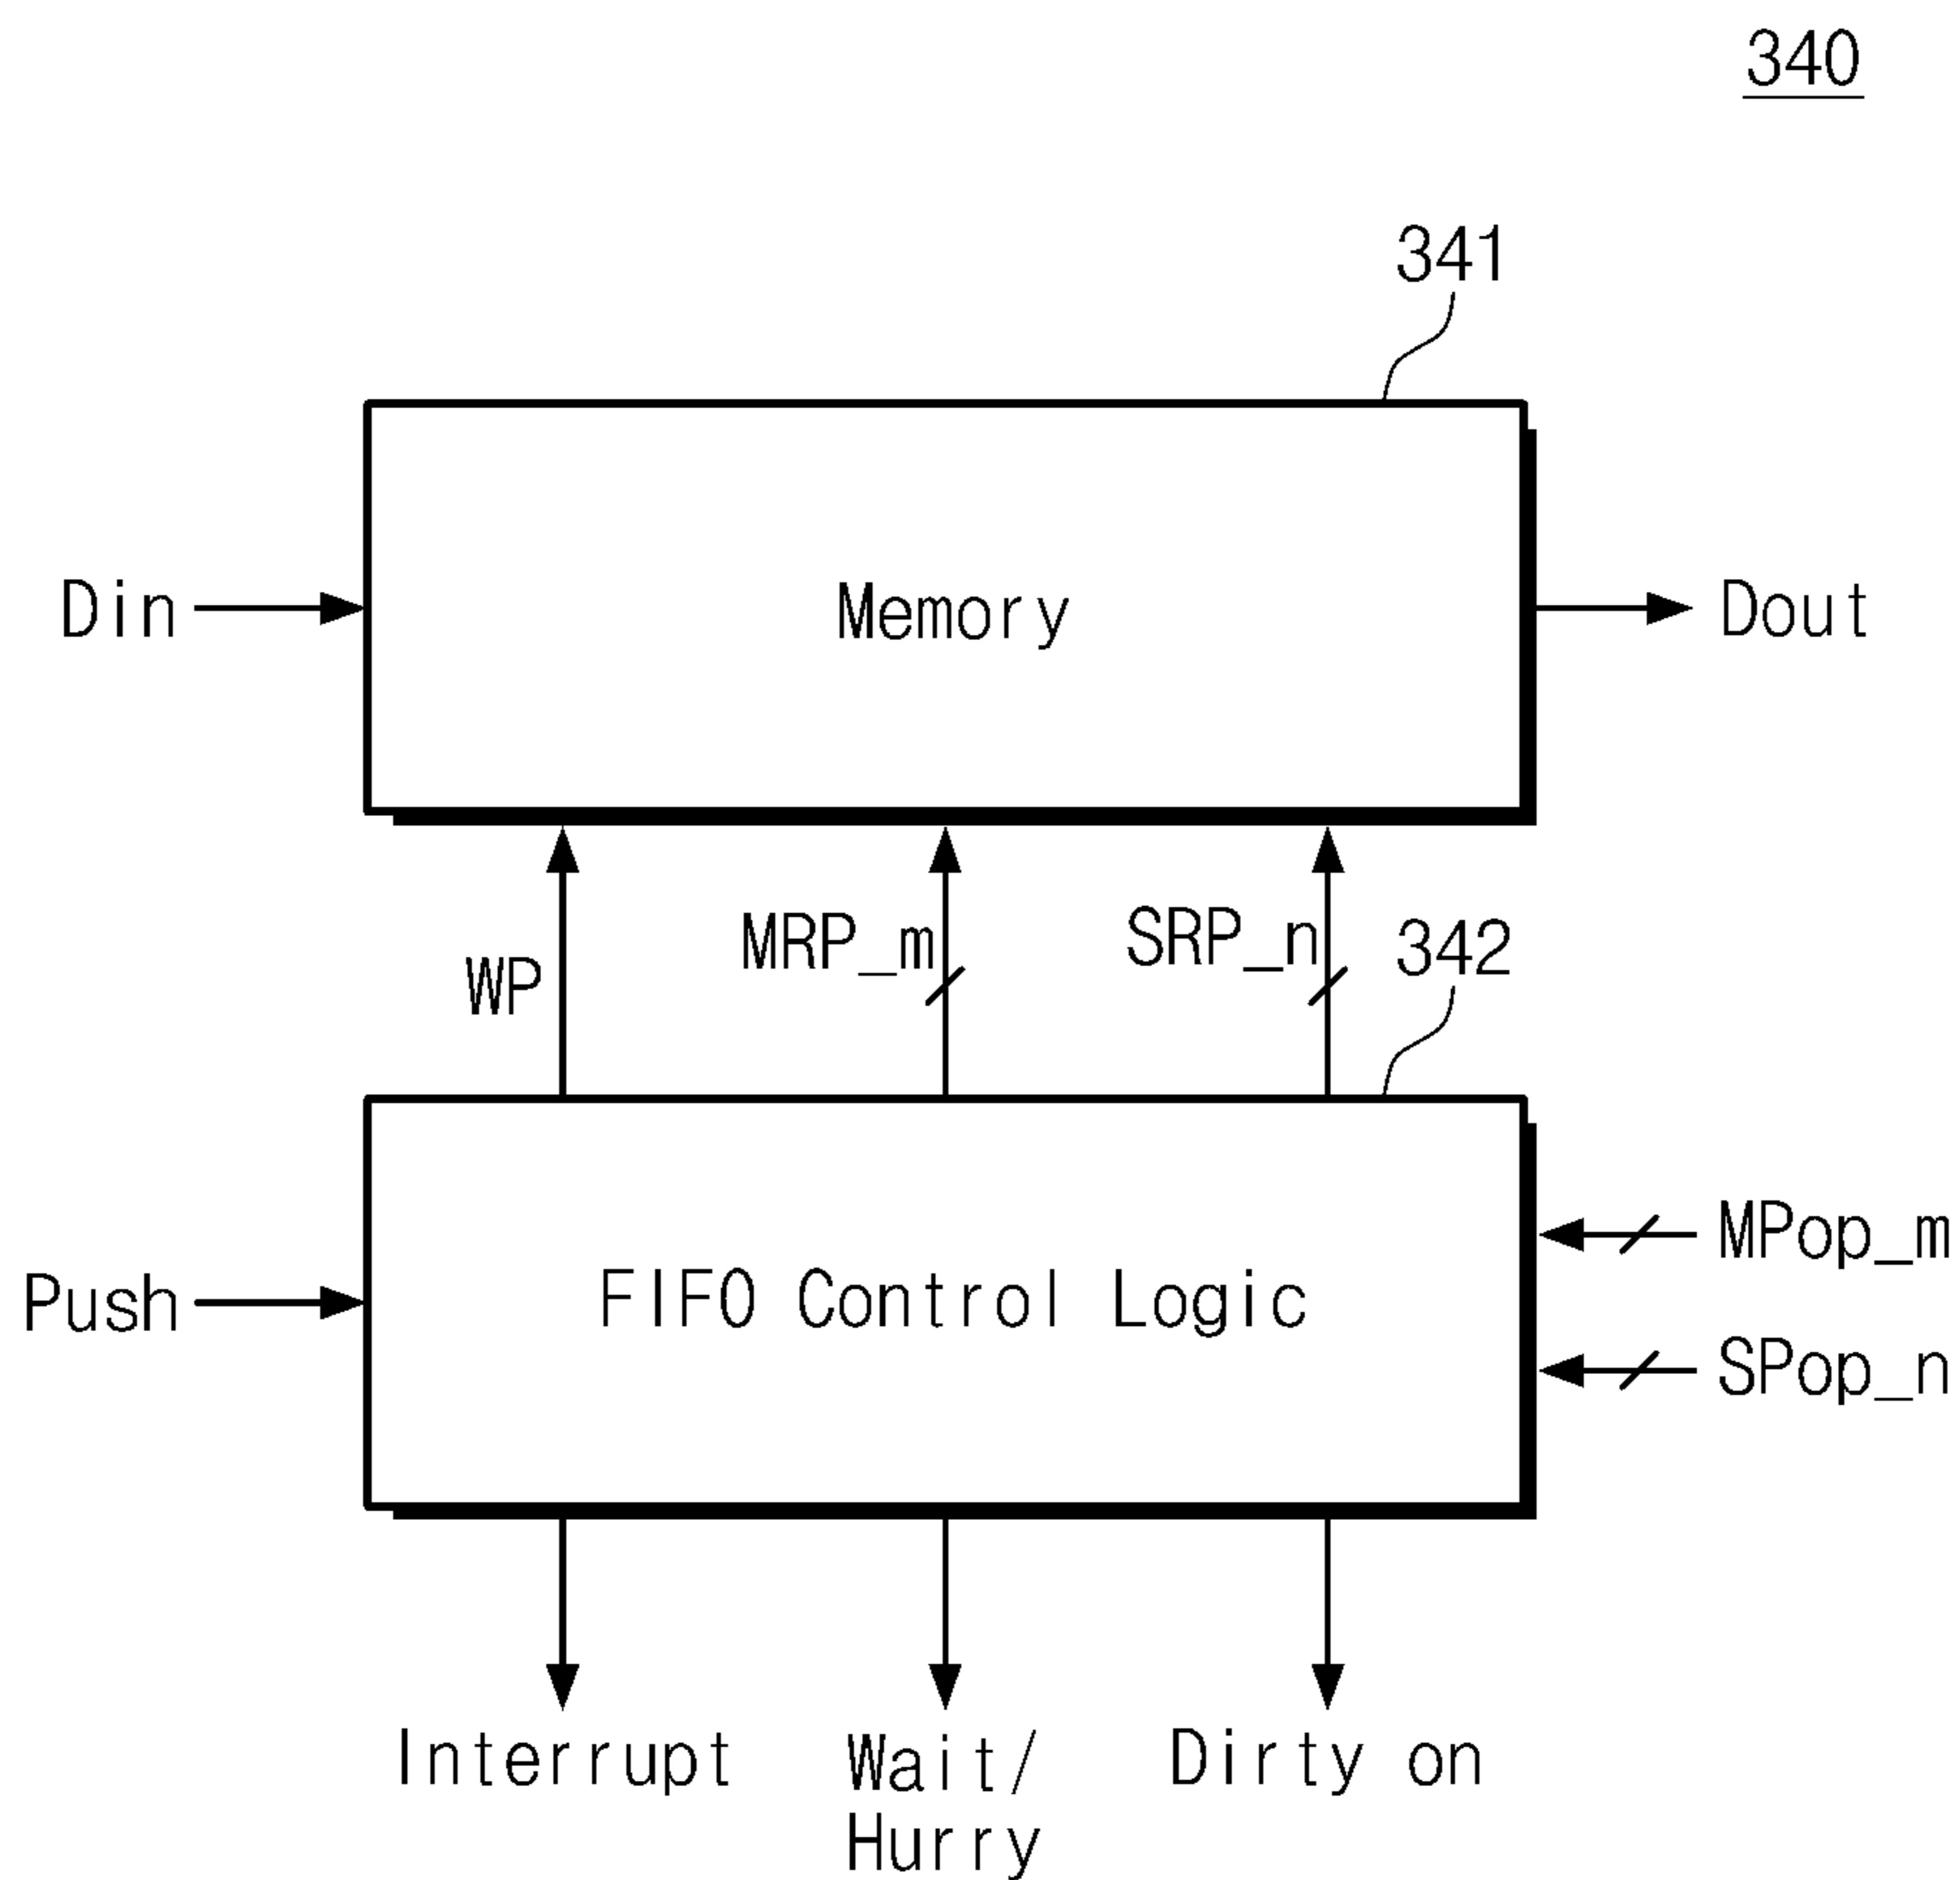 340
341
Din
Memory
Dout
WP
MRP_m
SRP_n
342
Push
FIFO Control Logic
MPop_m
SPop_n
Interrupt
Wait/
Hurry
Dirty on